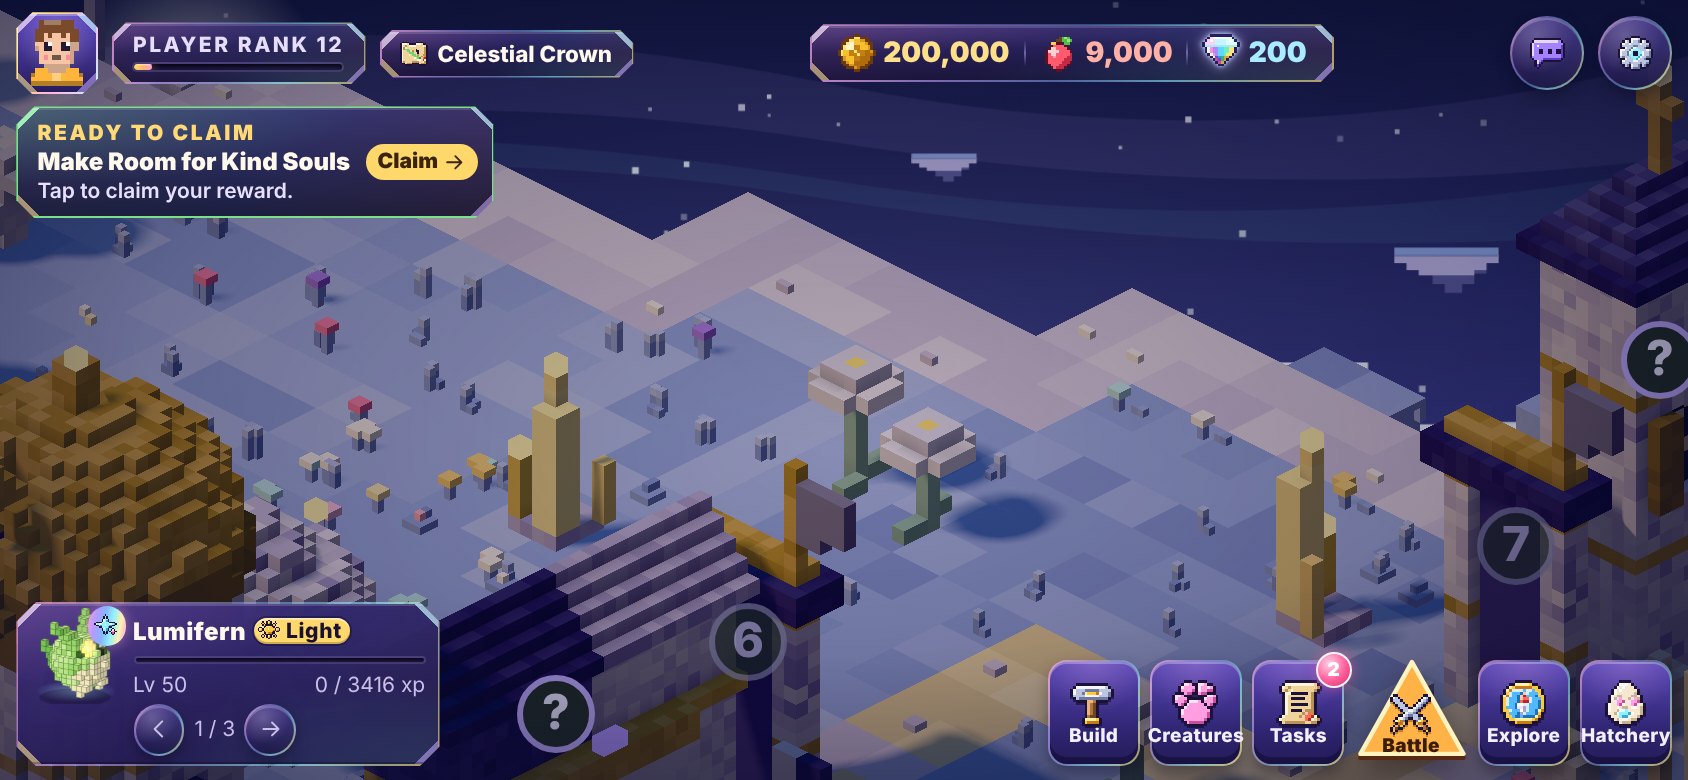 PLAYER RANK 12
Celestial Crown
200,000
9,000
200
READY TO CLAIM
Make Room for Kind Souls
Claim →
Tap to claim your reward.
?
7
6
?
Lumifern
Light
Lv 50
0 / 3416 xp
1 / 3
2
Build
Creatures
Tasks
Battle
Explore
Hatchery